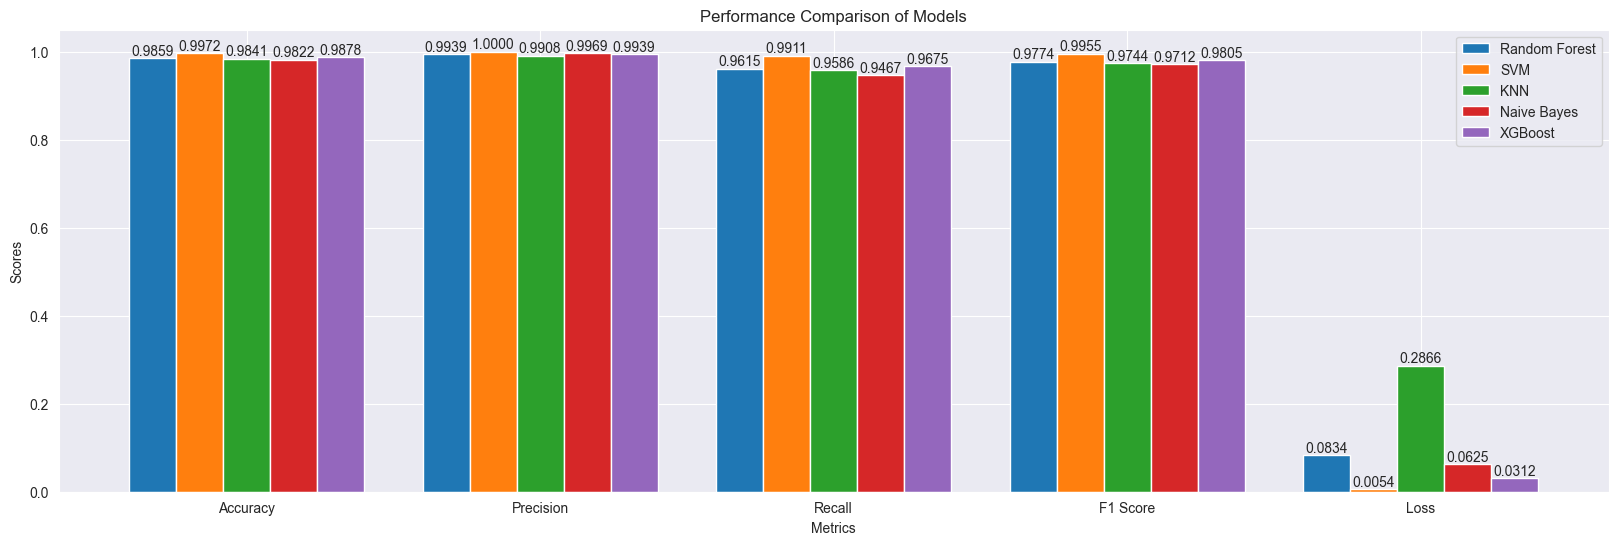 Performance Comparison of Models
Random Forest
SVM
KNN
Naive Bayes
XGBoost
Scores
1.0
0.8
0.6
0.4
0.2
0.0
0.9859 0.9972 0.9841 0.9822 0.9878
0.9939 1.0000 0.9908 0.9969 0.9939
0.9615 0.9911 0.9586 0.9467 0.9675
0.9774 0.9955 0.9744 0.9712 0.9805
0.0834 0.0054 0.2866 0.0625 0.0312
Accuracy Precision Recall F1 Score Loss
Metrics